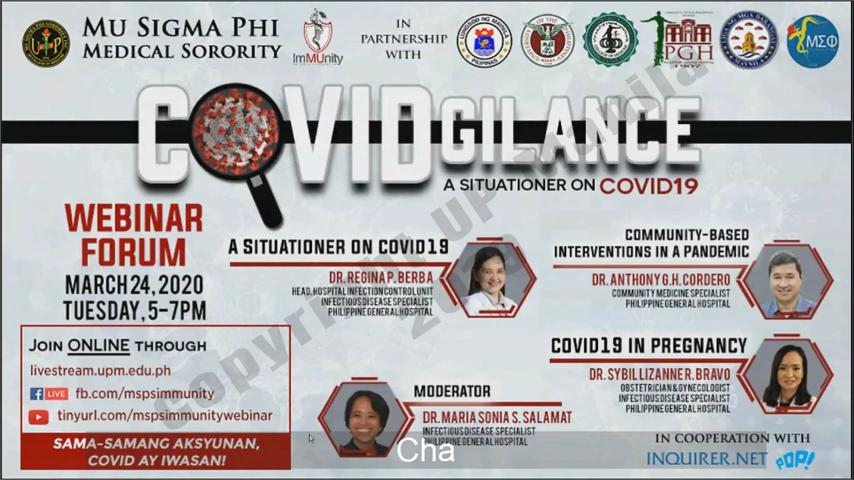 MU SIGMA PHI
MEDICAL SORORITY
ImMUnity
IN
PARTNERSHIP
WITH
PGH
ΜΣΦ
COVIDGILANCE
A SITUATIONER ON COVID19
WEBINAR
FORUM
MARCH 24, 2020
TUESDAY, 5-7PM
A SITUATIONER ON COVID19
DR. REGINA P. BERBA
HEAD, HOSPITAL INFECTION CONTROL UNIT
INFECTIOUS DISEASE SPECIALIST
PHILIPPINE GENERAL HOSPITAL
COMMUNITY-BASED
INTERVENTIONS IN A PANDEMIC
DR. ANTHONY G.H. CORDERO
COMMUNITY MEDICINE SPECIALIST
PHILIPPINE GENERAL HOSPITAL
COVID19 IN PREGNANCY
DR. SYBIL LIZANNE R. BRAVO
OBSTETRICIAN & GYNECOLOGIST
INFECTIOUS DISEASE SPECIALIST
PHILIPPINE GENERAL HOSPITAL
JOIN ONLINE THROUGH
livestream.upm.edu.ph
LIVE fb.com/mspsimmunity
tinyurl.com/mspsimmunitywebinar
SAMA-SAMANG AKSYUNAN,
COVID AY IWASAN!
MODERATOR
DR. MARIA SONIA S. SALAMAT
INFECTIOUS DISEASE SPECIALIST
PHILIPPINE GENERAL HOSPITAL
Cha
IN COOPERATION WITH
INQUIRER.NET POP!
Copyright UP Manila
2020